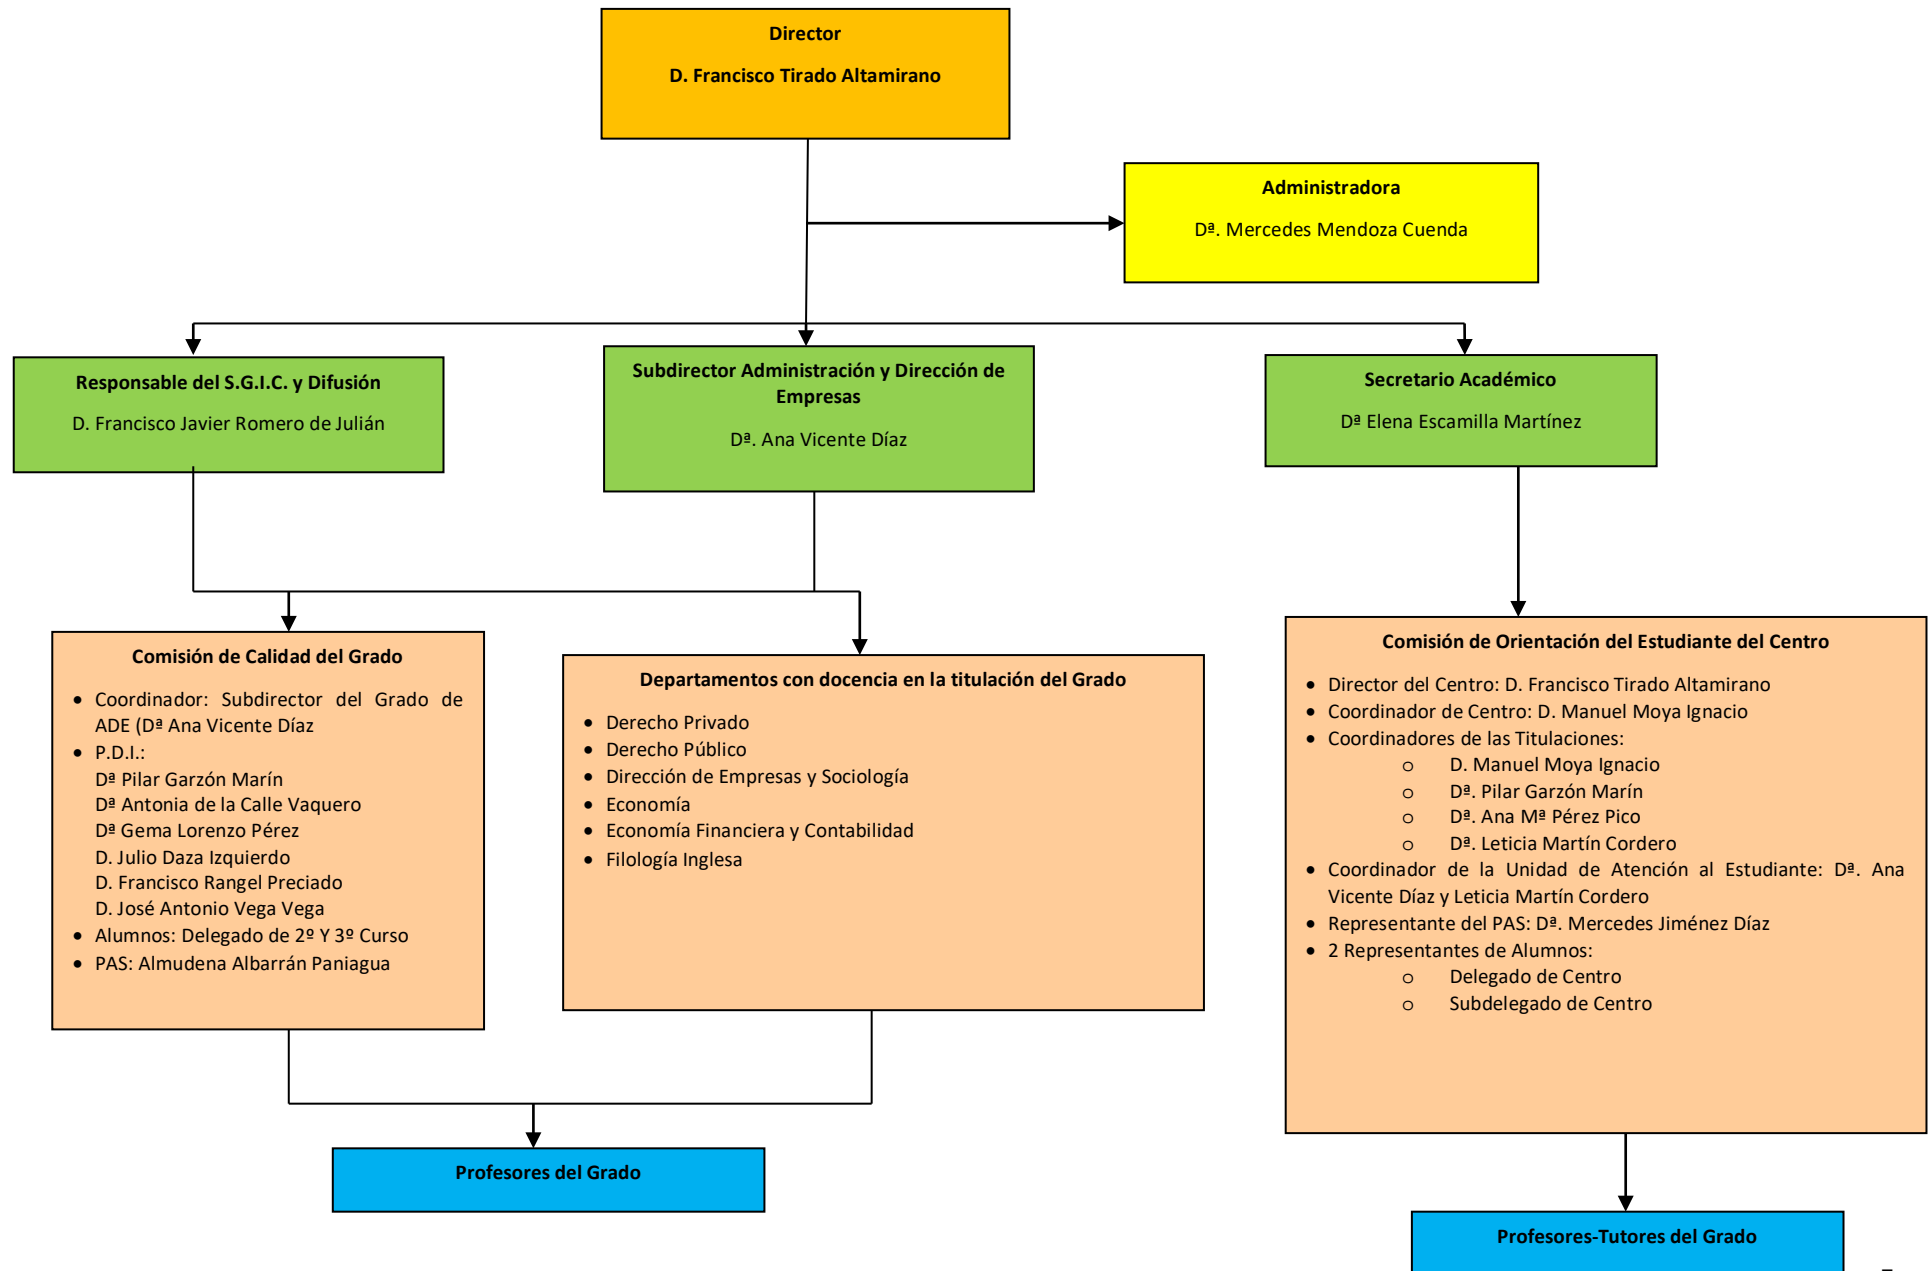 Director
D. Francisco Tirado Altamirano
Administradora
Dª. Mercedes Mendoza Cuenda
Responsable del S.G.I.C. y Difusión
D. Francisco Javier Romero de Julián
Subdirector Administración y Dirección de
Empresas
Dª. Ana Vicente Díaz
Secretario Académico
Dª Elena Escamilla Martínez
Comisión de Calidad del Grado
• Coordinador: Subdirector del Grado de
ADE (Dª Ana Vicente Díaz
• P.D.I.:
Dª Pilar Garzón Marín
Dª Antonia de la Calle Vaquero
Dª Gema Lorenzo Pérez
D. Julio Daza Izquierdo
D. Francisco Rangel Preciado
D. José Antonio Vega Vega
• Alumnos: Delegado de 2º Y 3º Curso
• PAS: Almudena Albarrán Paniagua
Departamentos con docencia en la titulación del Grado
• Derecho Privado
• Derecho Público
• Dirección de Empresas y Sociología
• Economía
• Economía Financiera y Contabilidad
• Filología Inglesa
Comisión de Orientación del Estudiante del Centro
• Director del Centro: D. Francisco Tirado Altamirano
• Coordinador de Centro: D. Manuel Moya Ignacio
• Coordinadores de las Titulaciones:
o D. Manuel Moya Ignacio
o Dª. Pilar Garzón Marín
o Dª. Ana Mª Pérez Pico
o Dª. Leticia Martín Cordero
• Coordinador de la Unidad de Atención al Estudiante: Dª. Ana
Vicente Díaz y Leticia Martín Cordero
• Representante del PAS: Dª. Mercedes Jiménez Díaz
• 2 Representantes de Alumnos:
o Delegado de Centro
o Subdelegado de Centro
Profesores del Grado
Profesores-Tutores del Grado